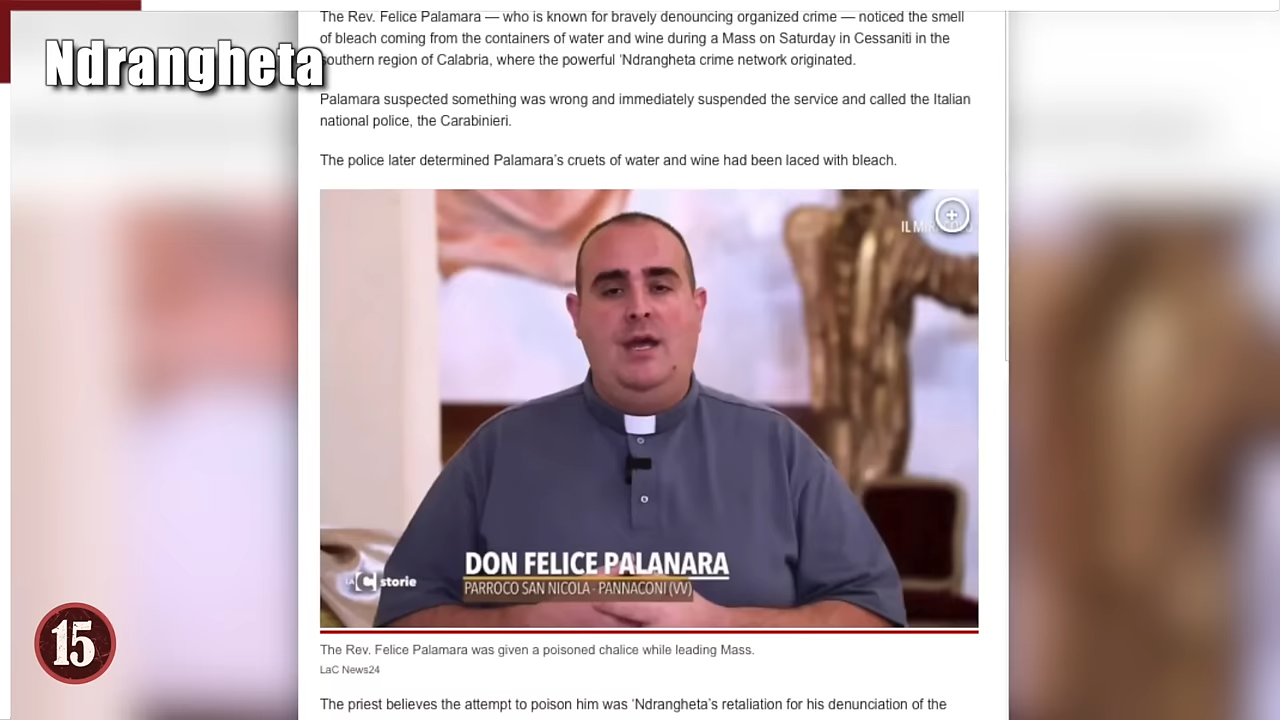 Ndrangheta
The Rev. Felice Palamara — who is known for bravely denouncing organized crime — noticed the smell
of bleach coming from the containers of water and wine during a Mass on Saturday in Cessaniti in the
southern region of Calabria, where the powerful ’Ndrangheta crime network originated.
Palamara suspected something was wrong and immediately suspended the service and called the Italian
national police, the Carabinieri.
The police later determined Palamara’s cruets of water and wine had been laced with bleach.
IL
DON FELICE PALANARA
PARROCO SAN NICOLA - PANNACONI (VV)
LA C storie
15
The Rev. Felice Palamara was given a poisoned chalice while leading Mass.
LaC News24
The priest believes the attempt to poison him was ‘Ndrangheta’s retaliation for his denunciation of the